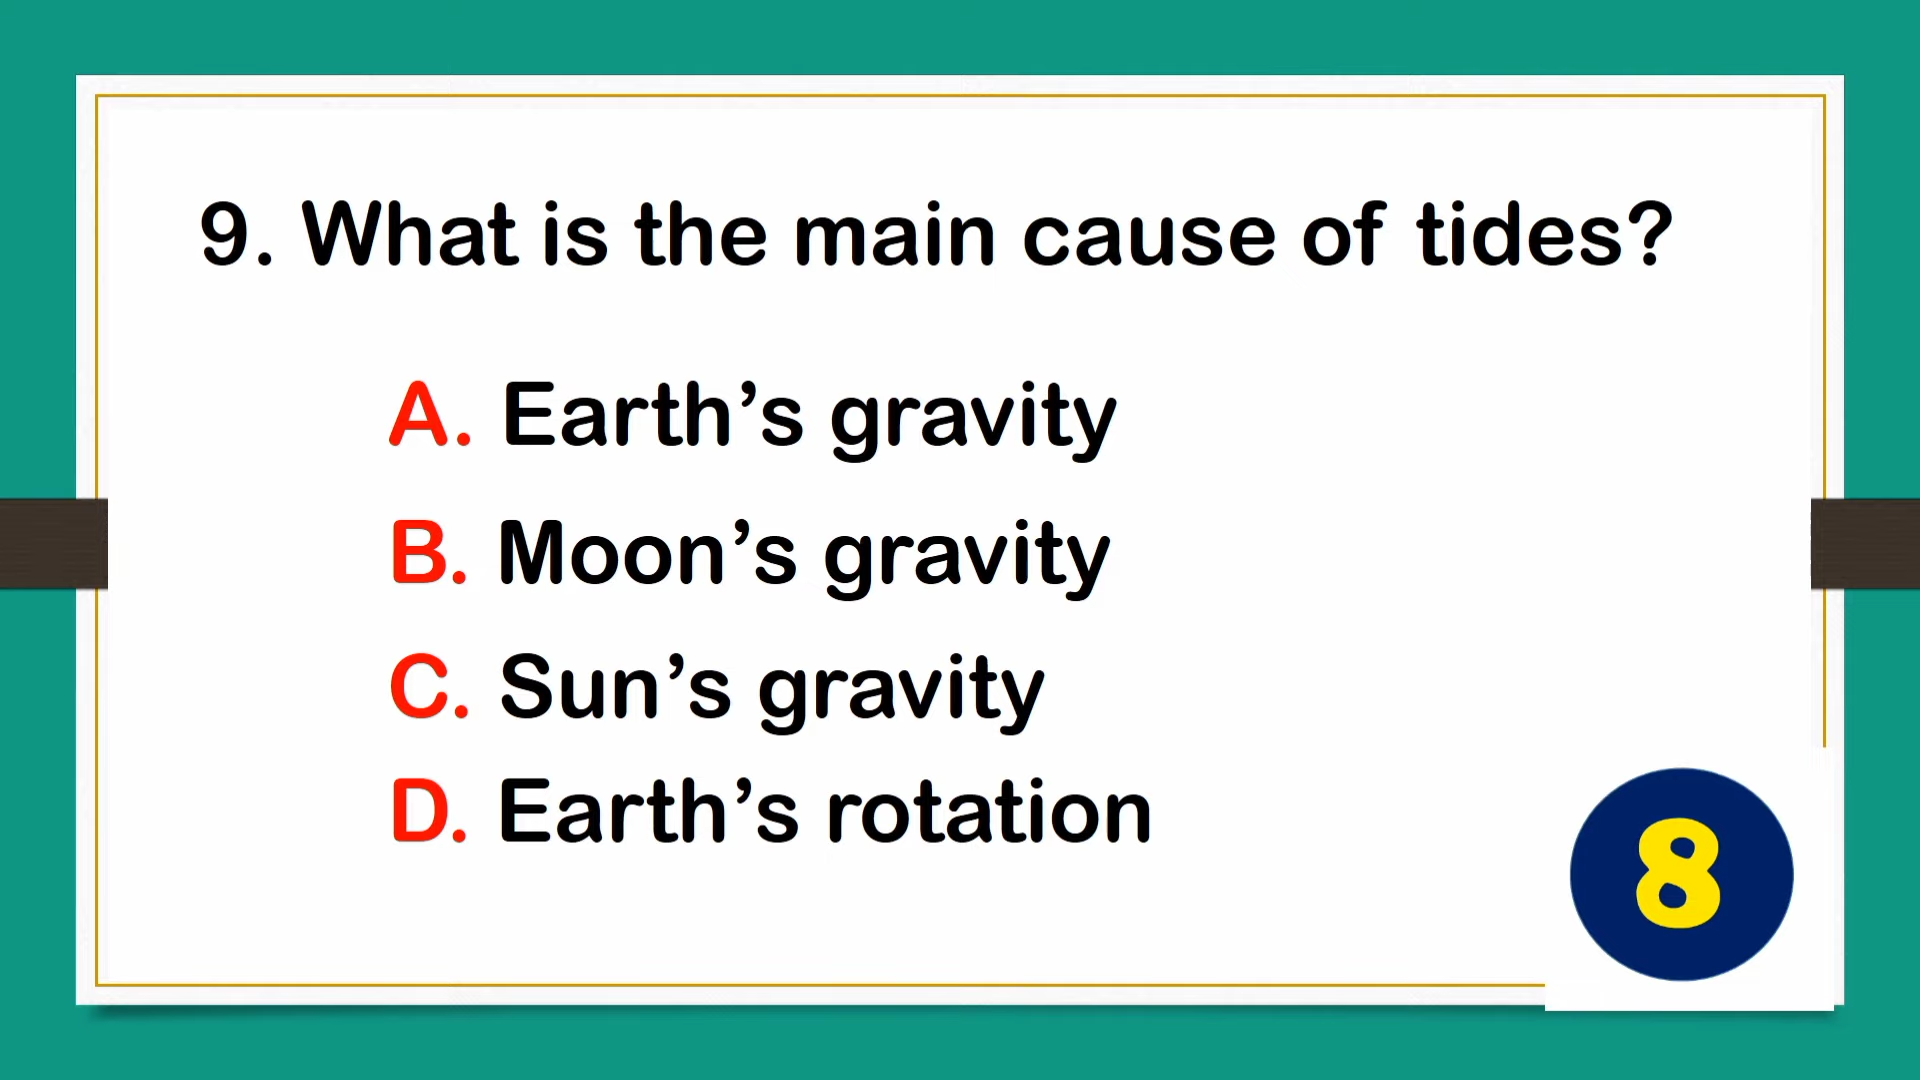 9. What is the main cause of tides?
A. Earth’s gravity
B. Moon’s gravity
C. Sun’s gravity
D. Earth’s rotation
8